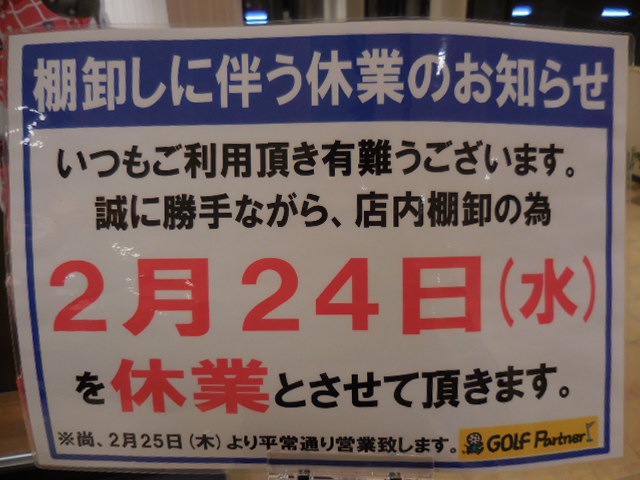 棚卸しに伴う休業のお知らせ
いつもご利用頂き有難うございます。
誠に勝手ながら、店内棚卸の為
2月24日(水)
を休業とさせて頂きます。
※尚、2月25日(木)より平常通り営業致します。
GOLF Partner